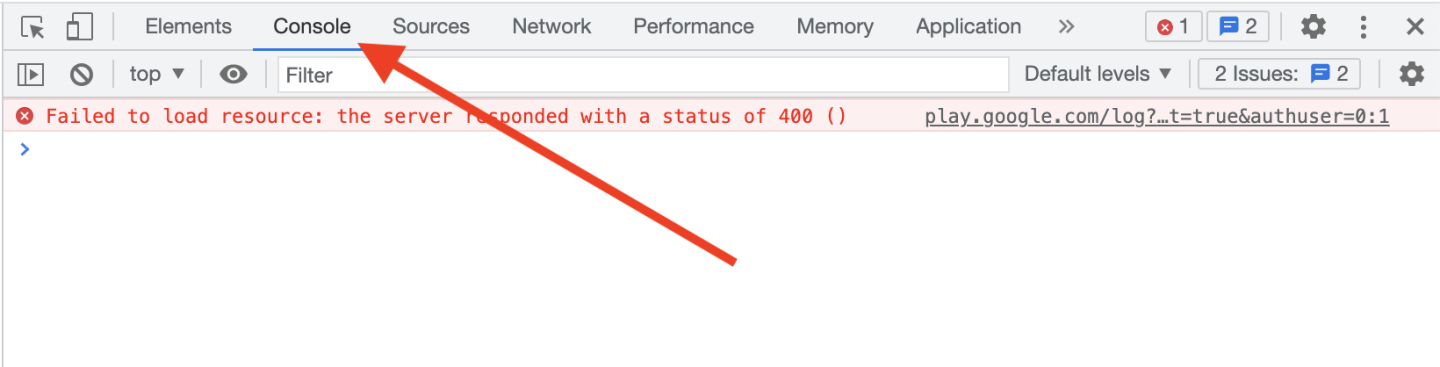 Elements Console Sources Network Performance Memory Application » 1 2
top ▼ Filter Default levels ▼ 2 Issues: 2
Failed to load resource: the server responded with a status of 400 () play.google.com/log?…t=true&authuser=0:1
>